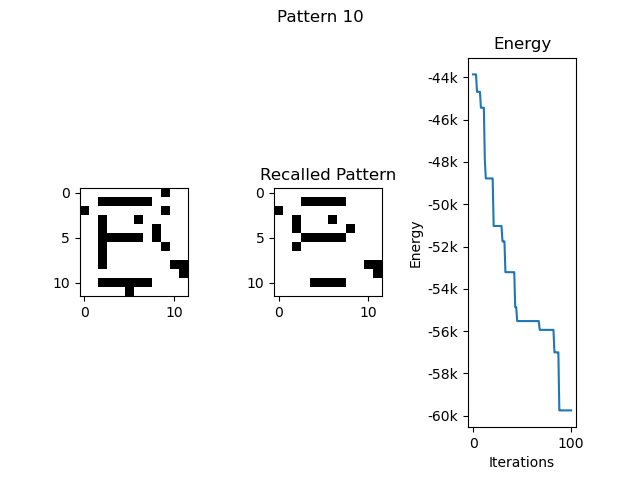 Pattern 10
Energy
Recalled Pattern
-44k
-46k
-48k
-50k
-52k
-54k
-56k
-58k
-60k
Energy
0
5
10
0 10
0
5
10
0 10
0 100
Iterations